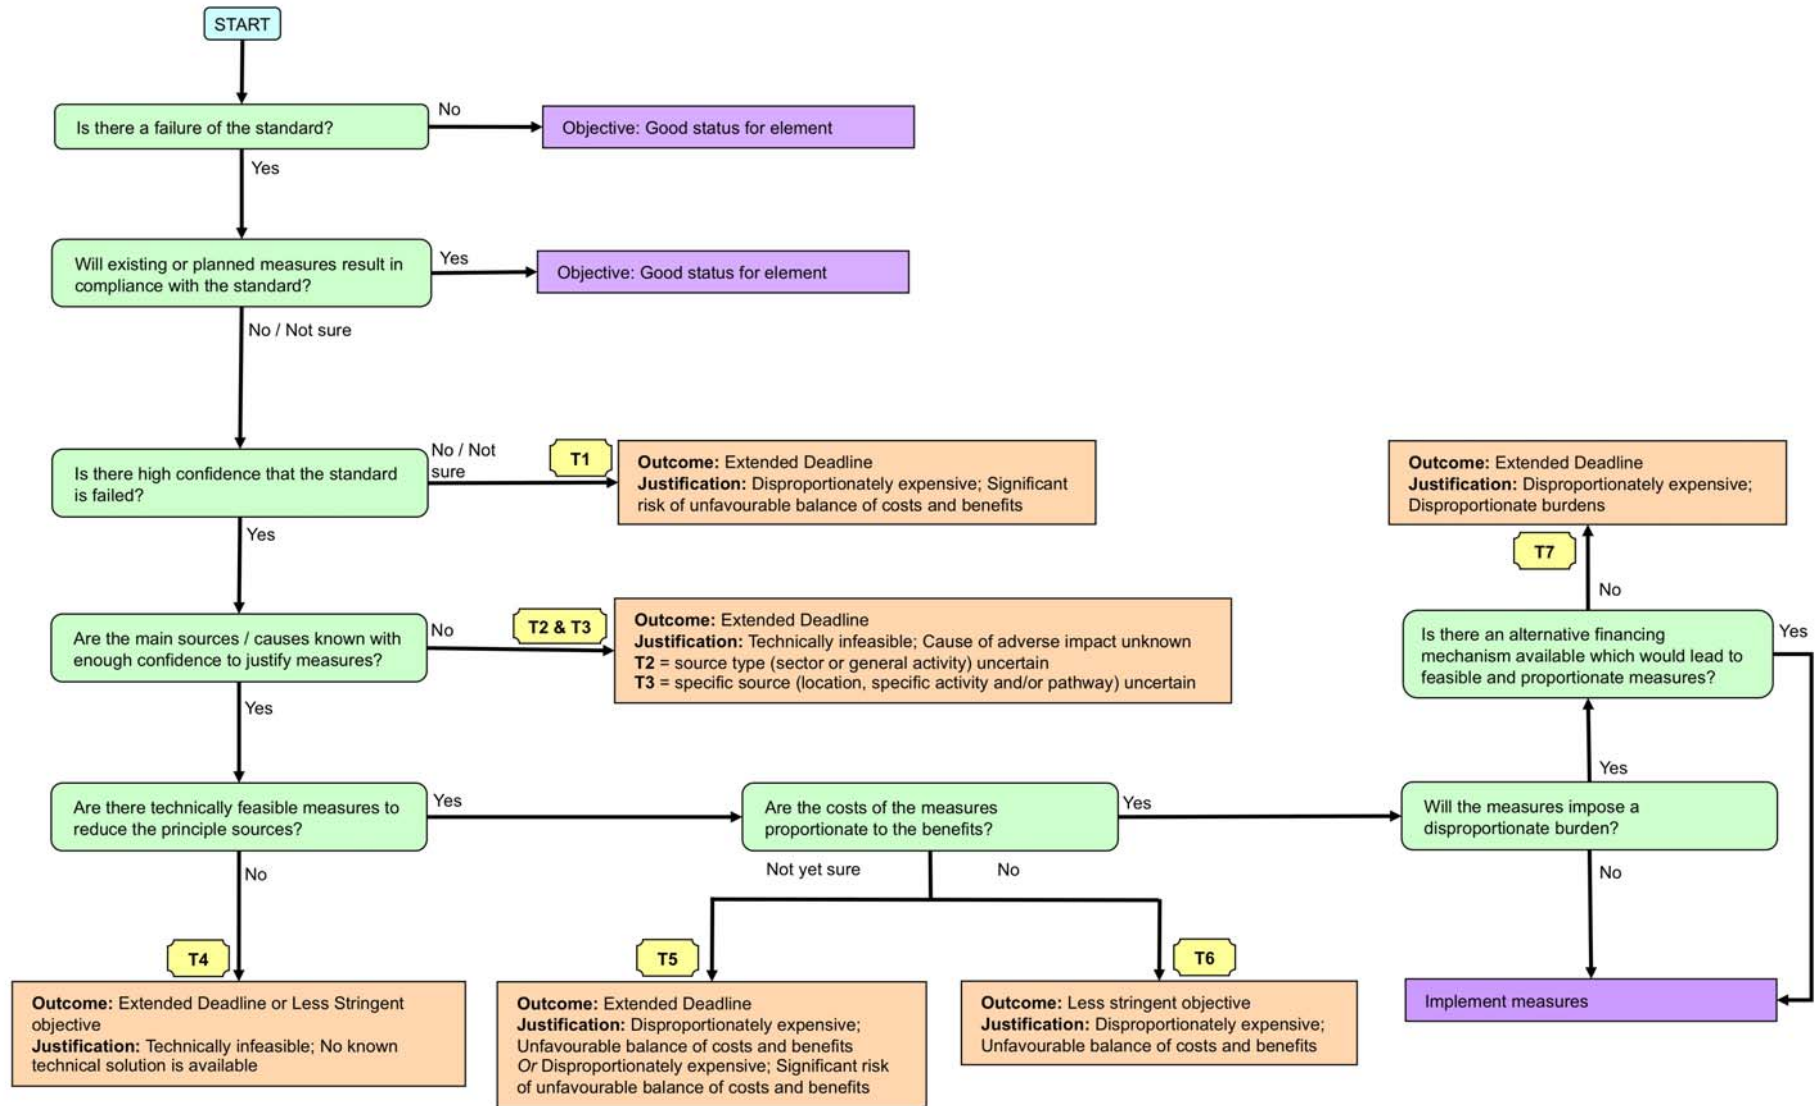 START
Is there a failure of the standard?
No
Objective: Good status for element
Yes
Will existing or planned measures result in
compliance with the standard?
Yes
Objective: Good status for element
No / Not sure
Is there high confidence that the standard
is failed?
No / Not
sure
T1
Outcome: Extended Deadline
Justification: Disproportionately expensive; Significant
risk of unfavourable balance of costs and benefits
Yes
Are the main sources / causes known with
enough confidence to justify measures?
No
T2 & T3
Outcome: Extended Deadline
Justification: Technically infeasible; Cause of adverse impact unknown
T2 = source type (sector or general activity) uncertain
T3 = specific source (location, specific activity and/or pathway) uncertain
Yes
Are there technically feasible measures to
reduce the principle sources?
Yes
Are the costs of the measures
proportionate to the benefits?
Yes
Will the measures impose a
disproportionate burden?
Yes
Is there an alternative financing
mechanism available which would lead to
feasible and proportionate measures?
Yes
No
T7
Outcome: Extended Deadline
Justification: Disproportionately expensive;
Disproportionate burdens
No
Implement measures
No
T4
Outcome: Extended Deadline or Less Stringent
objective
Justification: Technically infeasible; No known
technical solution is available
Not yet sure
No
T5
Outcome: Extended Deadline
Justification: Disproportionately expensive;
Unfavourable balance of costs and benefits
Or Disproportionately expensive; Significant risk
of unfavourable balance of costs and benefits
T6
Outcome: Less stringent objective
Justification: Disproportionately expensive;
Unfavourable balance of costs and benefits